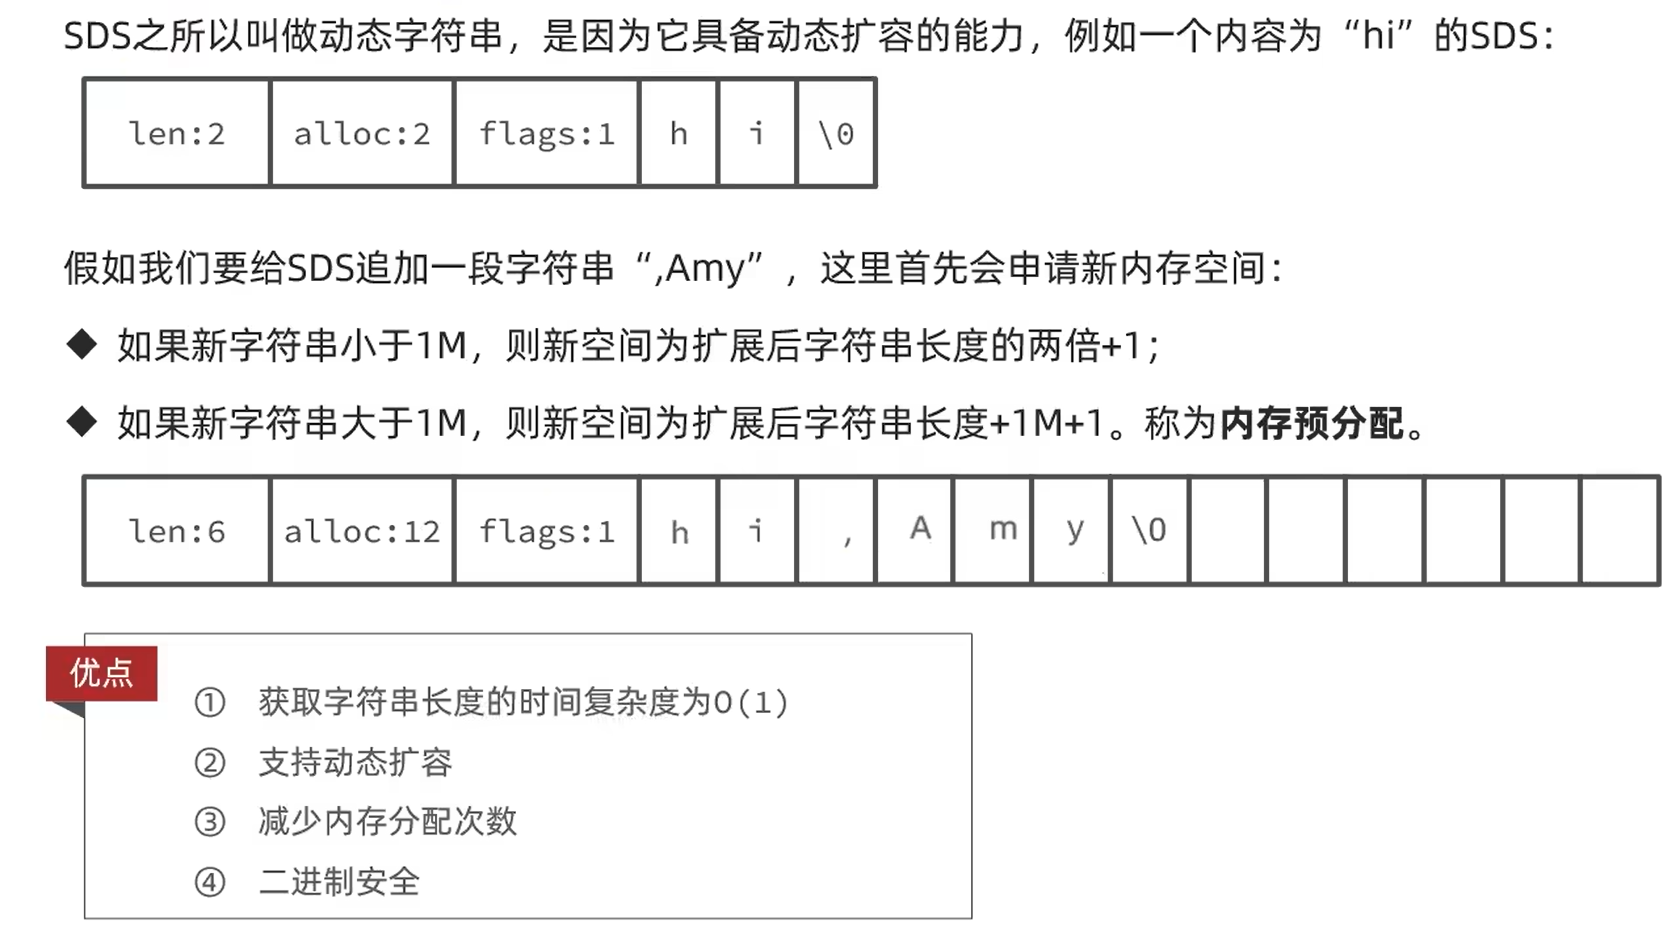 SDS之所以叫做动态字符串，是因为它具备动态扩容的能力，例如一个内容为“hi”的SDS：
len:2 alloc:2 flags:1 h i \0
假如我们要给SDS追加一段字符串“,Amy”，这里首先会申请新内存空间：
◆ 如果新字符串小于1M，则新空间为扩展后字符串长度的两倍+1；
◆ 如果新字符串大于1M，则新空间为扩展后字符串长度+1M+1。称为内存预分配。
len:6 alloc:12 flags:1 h i , A m y \0
优点
① 获取字符串长度的时间复杂度为O(1)
② 支持动态扩容
③ 减少内存分配次数
④ 二进制安全